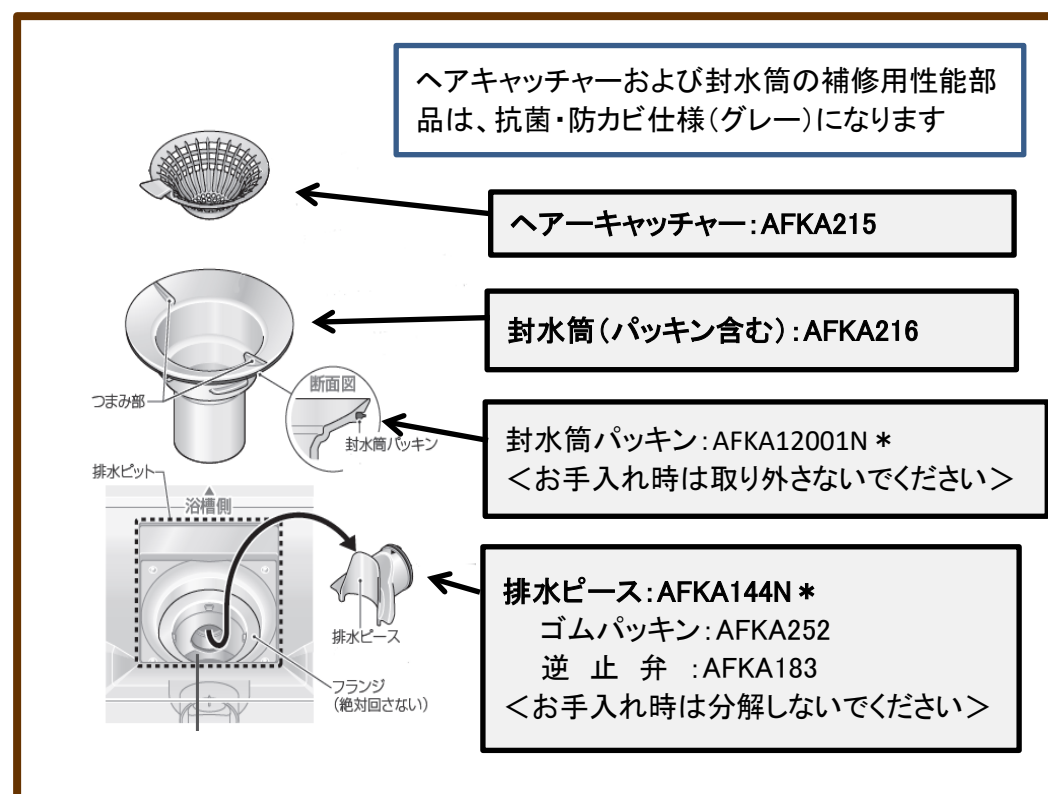 ヘアキャッチャーおよび封水筒の補修用性能部
品は、抗菌・防カビ仕様(グレー)になります
ヘアーキャッチャー:AFKA215
封水筒(パッキン含む):AFKA216
つまみ部
断面図
封水筒パッキン
封水筒パッキン:AFKA12001N *
<お手入れ時は取り外さないでください>
排水ピット
浴槽側
排水ピース
フランジ
(絶対回さない)
排水ピース:AFKA144N *
ゴムパッキン:AFKA252
逆 止 弁 :AFKA183
<お手入れ時は分解しないでください>